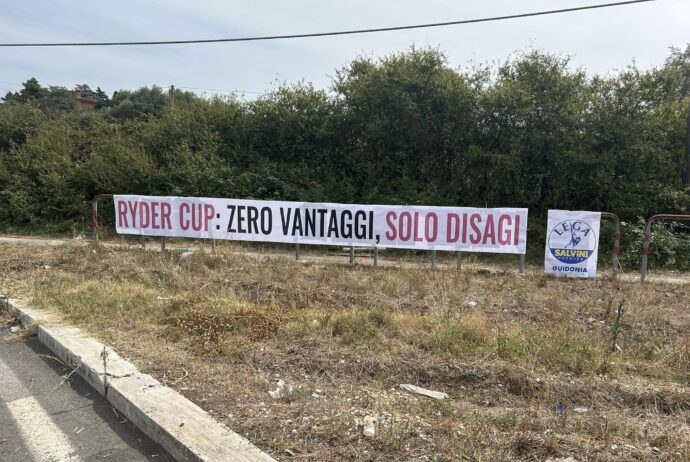 RYDER CUP: ZERO VANTAGGI, SOLO DISAGI
LEGA
SALVINI
GUIDONIA